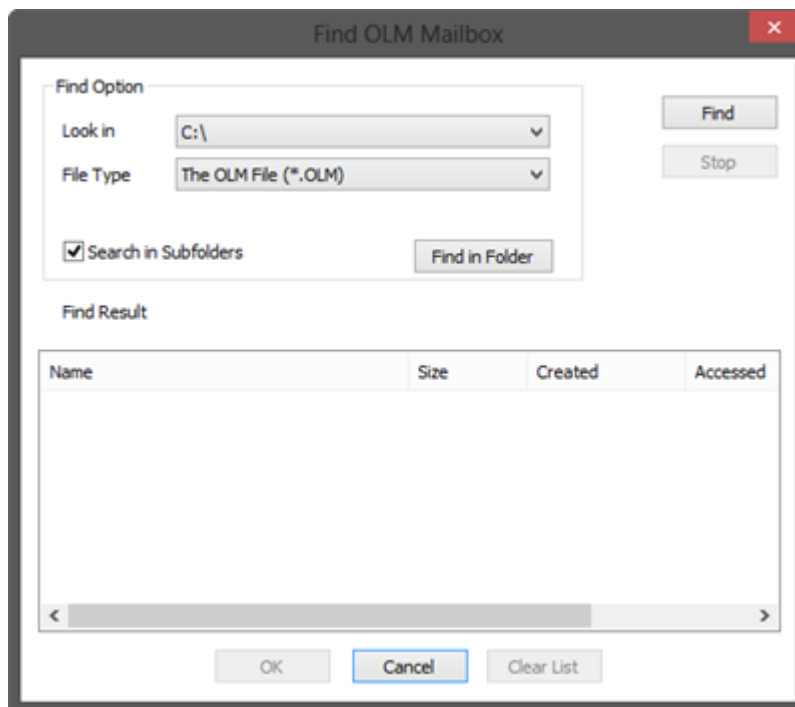 Find OLM Mailbox
Find Option
Look in C:\
Find
File Type The OLM File (*.OLM)
Stop
Search in Subfolders
Find in Folder
Find Result
Name Size Created Accessed
OK Cancel Clear List